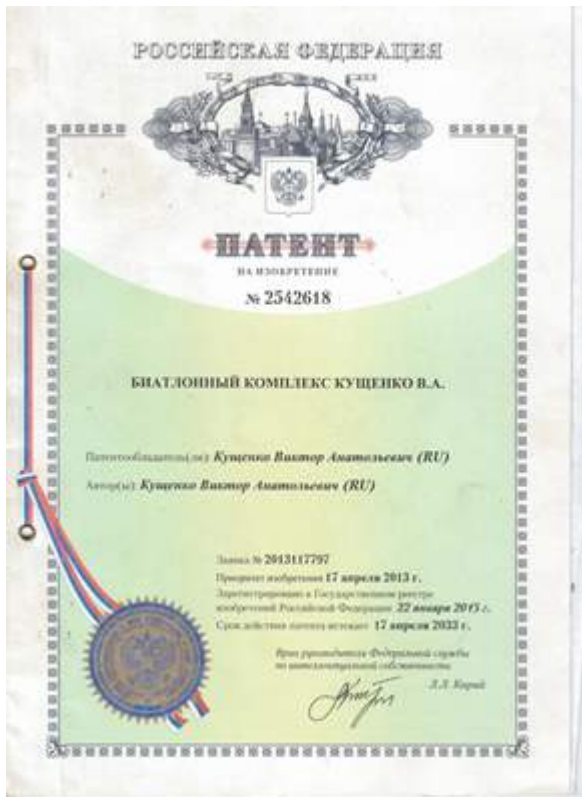 РОССИЙСКАЯ ФЕДЕРАЦИЯ
ПАТЕНТ
НА ИЗОБРЕТЕНИЕ
№ 2542618
БИАТЛОННЫЙ КОМПЛЕКС КУЩЕНКО В.А.
Патентообладатель(ли): Кущенко Виктор Анатольевич (RU)
Автор(ы): Кущенко Виктор Анатольевич (RU)
Заявка № 2013117797
Приоритет изобретения 17 апреля 2013 г.
Зарегистрировано в Государственном реестре
изобретений Российской Федерации 22 января 2015 г.
Срок действия патента истекает 17 апреля 2033 г.
Врио руководителя Федеральной службы
по интеллектуальной собственности
Л.Л. Кирий